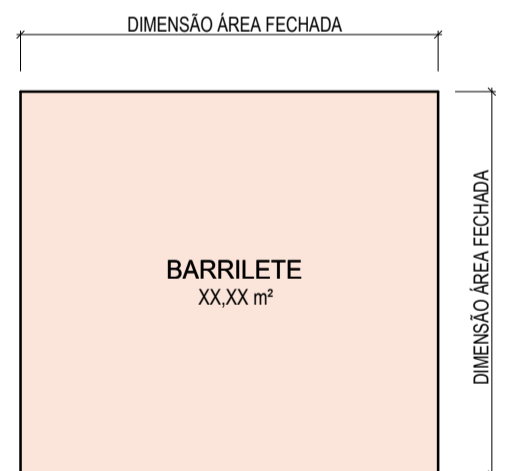 DIMENSÃO ÁREA FECHADA
BARRILETE
XX,XX m²
DIMENSÃO ÁREA FECHADA